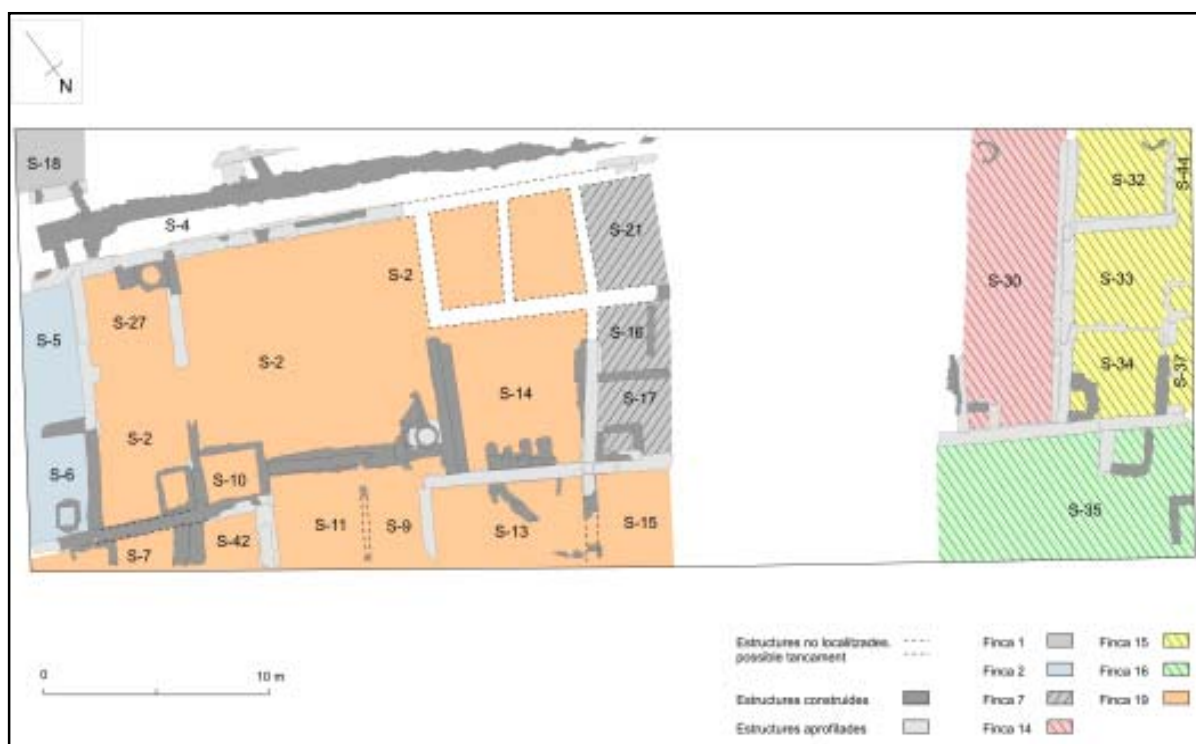 N
S-18
S-4
S-44
S-32
S-21
S-2
S-30
S-33
S-5
S-27
S-2
S-16
S-34
S-37
S-14
S-17
S-2
S-6
S-10
S-11
S-9
S-13
S-15
S-35
S-7
S-42
0 10 m
Estructures no localitzades.
possible tancament
Estructures construïdes
Estructures aprofilades
Finca 1
Finca 2
Finca 7
Finca 14
Finca 15
Finca 16
Finca 19